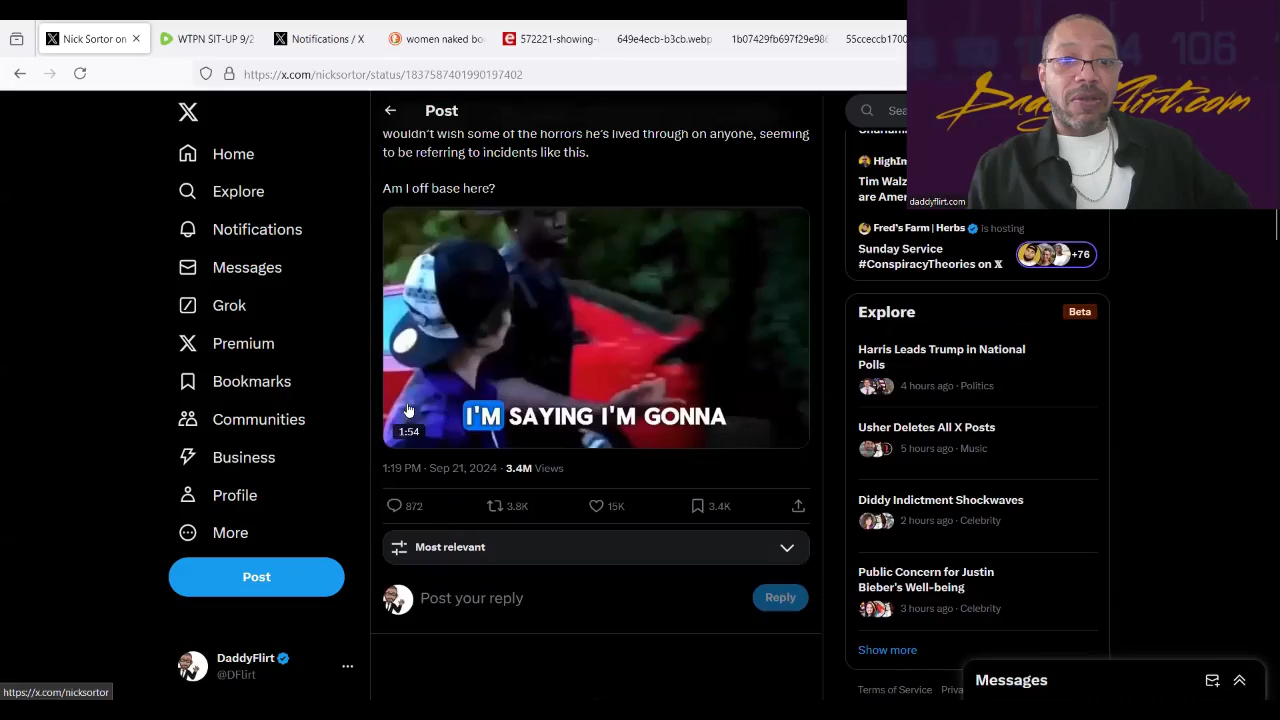 Nick Sortor on
WTPN SIT-UP 9/2
Notifications / X
women naked bo
572221-showing-
649e4ecb-b3cb.webp
1b07429fb697f29e98
55cceccb1700
https://x.com/nicksortor/status/1837587401990197402
106
DaddyFlirt.com
daddyflirt.com
Home
Explore
Notifications
Messages
Grok
Premium
Bookmarks
Communities
Business
Profile
More
Post
DaddyFlirt
@DFlirt
https://x.com/nicksortor
Post
wouldn't wish some of the horrors he's lived through on anyone, seeming
to be referring to incidents like this.
Am I off base here?
I'M SAYING I'M GONNA
1:54
1:19 PM · Sep 21, 2024 · 3.4M Views
872 3.8K 15K 3.4K
Most relevant
Post your reply
Reply
HighIm
Tim Walz
are Amer
Fred's Farm | Herbs is hosting
Sunday Service
#ConspiracyTheories on X
+76
Explore
Beta
Harris Leads Trump in National
Polls
4 hours ago · Politics
Usher Deletes All X Posts
5 hours ago · Music
Diddy Indictment Shockwaves
2 hours ago · Celebrity
Public Concern for Justin
Bieber's Well-being
3 hours ago · Celebrity
Show more
Terms of Service
Messages